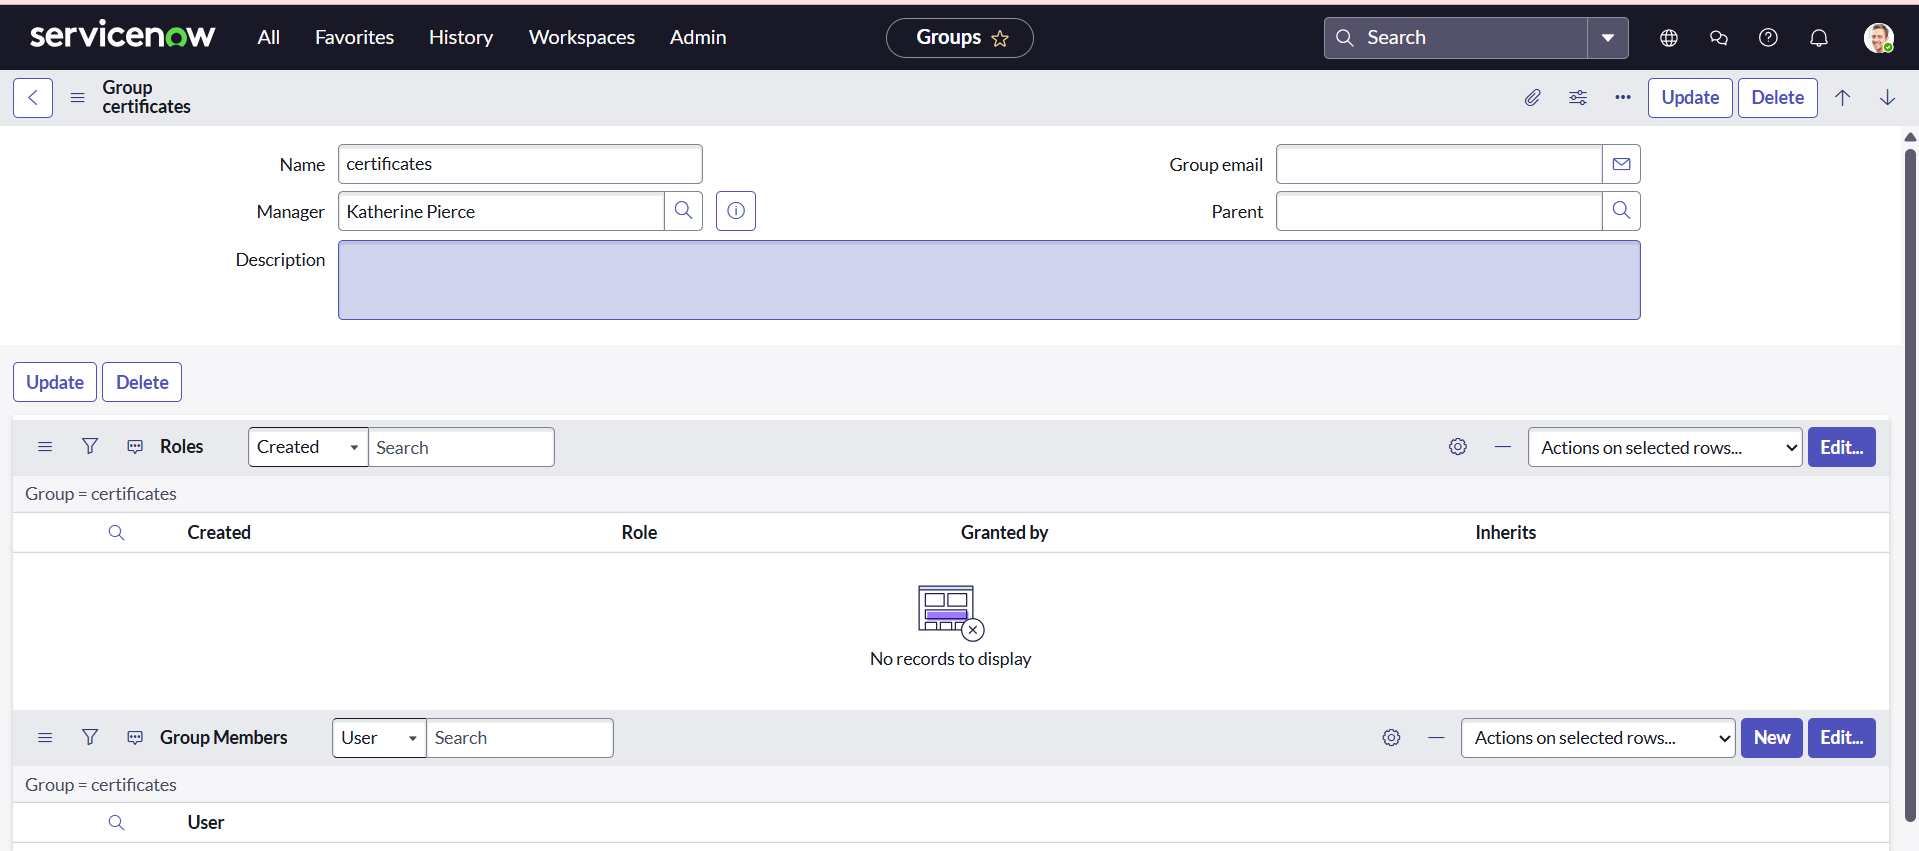 servicenow All Favorites History Workspaces Admin Groups Search
Group
certificates
Update Delete
Name certificates Group email
Manager Katherine Pierce Parent
Description
Update Delete
Roles Created Search Actions on selected rows... Edit...
Group = certificates
Created Role Granted by Inherits
No records to display
Group Members User Search Actions on selected rows... New Edit...
Group = certificates
User